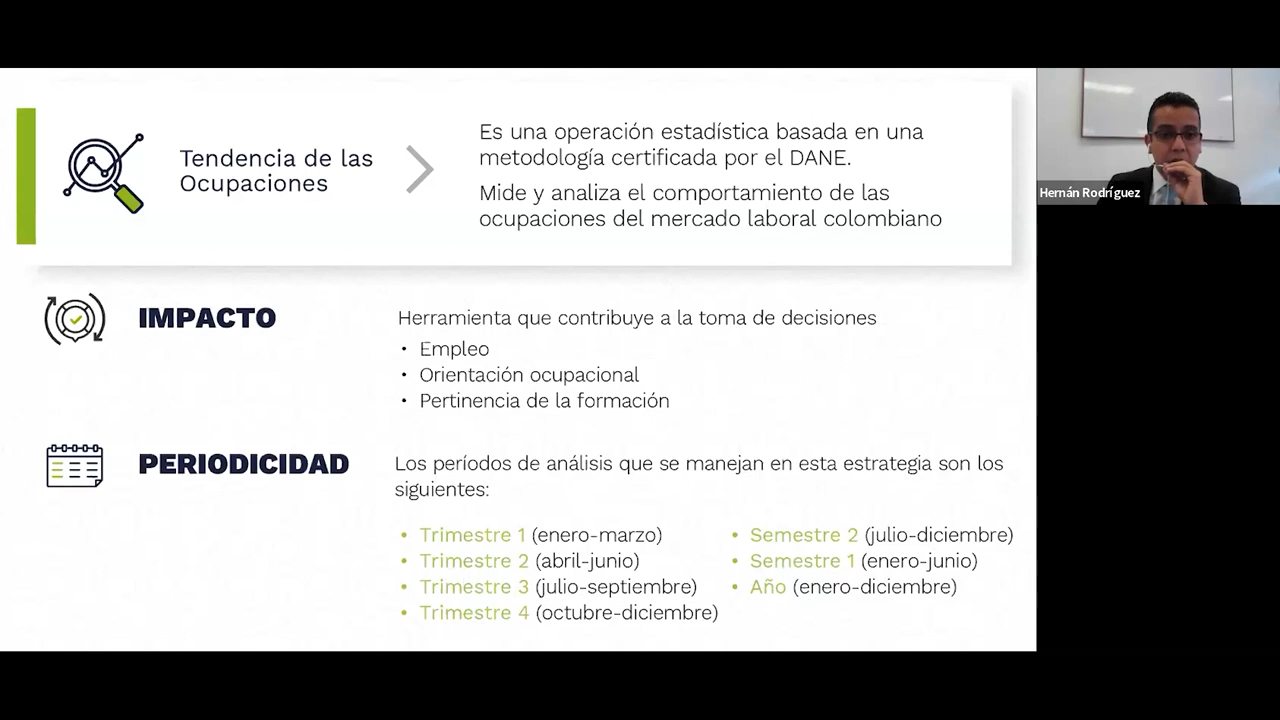 Tendencia de las
Ocupaciones
Es una operación estadística basada en una
metodología certificada por el DANE.
Mide y analiza el comportamiento de las
ocupaciones del mercado laboral colombiano
Hernán Rodríguez
IMPACTO
Herramienta que contribuye a la toma de decisiones
• Empleo
• Orientación ocupacional
• Pertinencia de la formación
PERIODICIDAD
Los períodos de análisis que se manejan en esta estrategia son los
siguientes:
• Trimestre 1 (enero-marzo)
• Trimestre 2 (abril-junio)
• Trimestre 3 (julio-septiembre)
• Trimestre 4 (octubre-diciembre)
• Semestre 2 (julio-diciembre)
• Semestre 1 (enero-junio)
• Año (enero-diciembre)